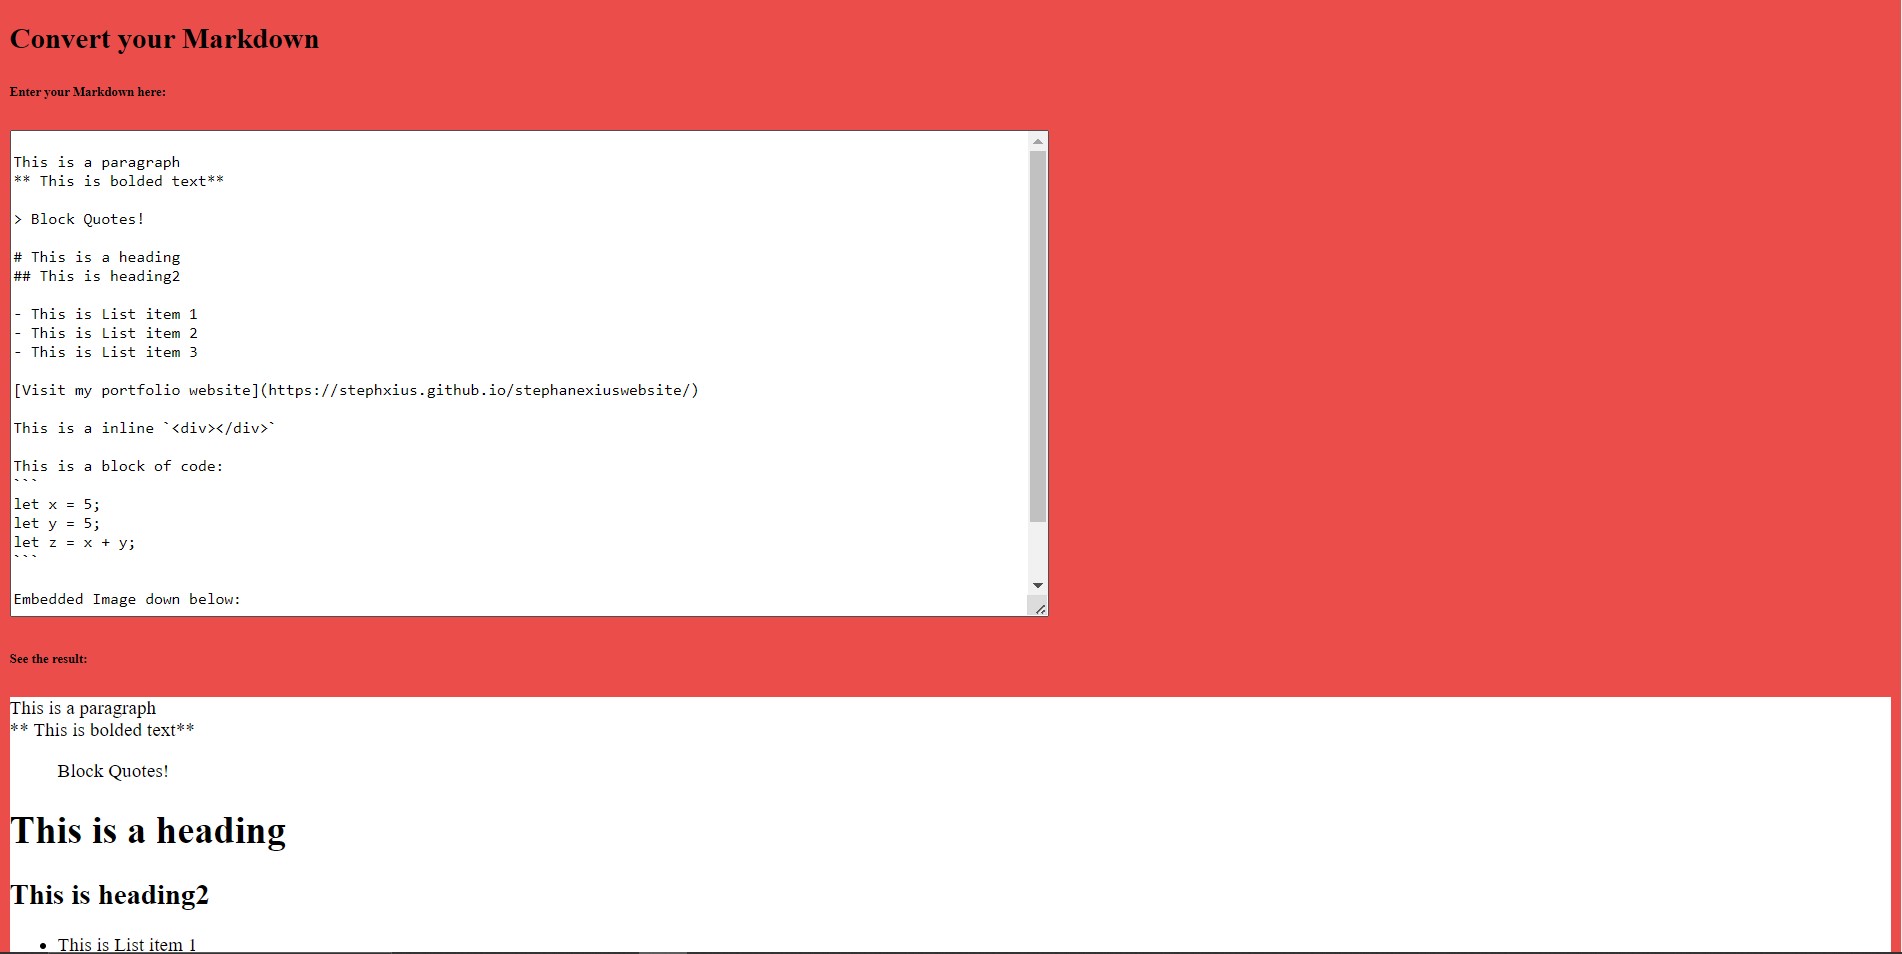 Convert your Markdown
Enter your Markdown here:
This is a paragraph
** This is bolded text**
> Block Quotes!
# This is a heading
## This is heading2
- This is List item 1
- This is List item 2
- This is List item 3
[Visit my portfolio website](https://stephxius.github.io/stephanexiuswebsite/)
This is a inline `<div></div>`
This is a block of code:
```
let x = 5;
let y = 5;
let z = x + y;
```
Embedded Image down below:
See the result:
This is a paragraph
** This is bolded text**
Block Quotes!
This is a heading
This is heading2
• This is List item 1